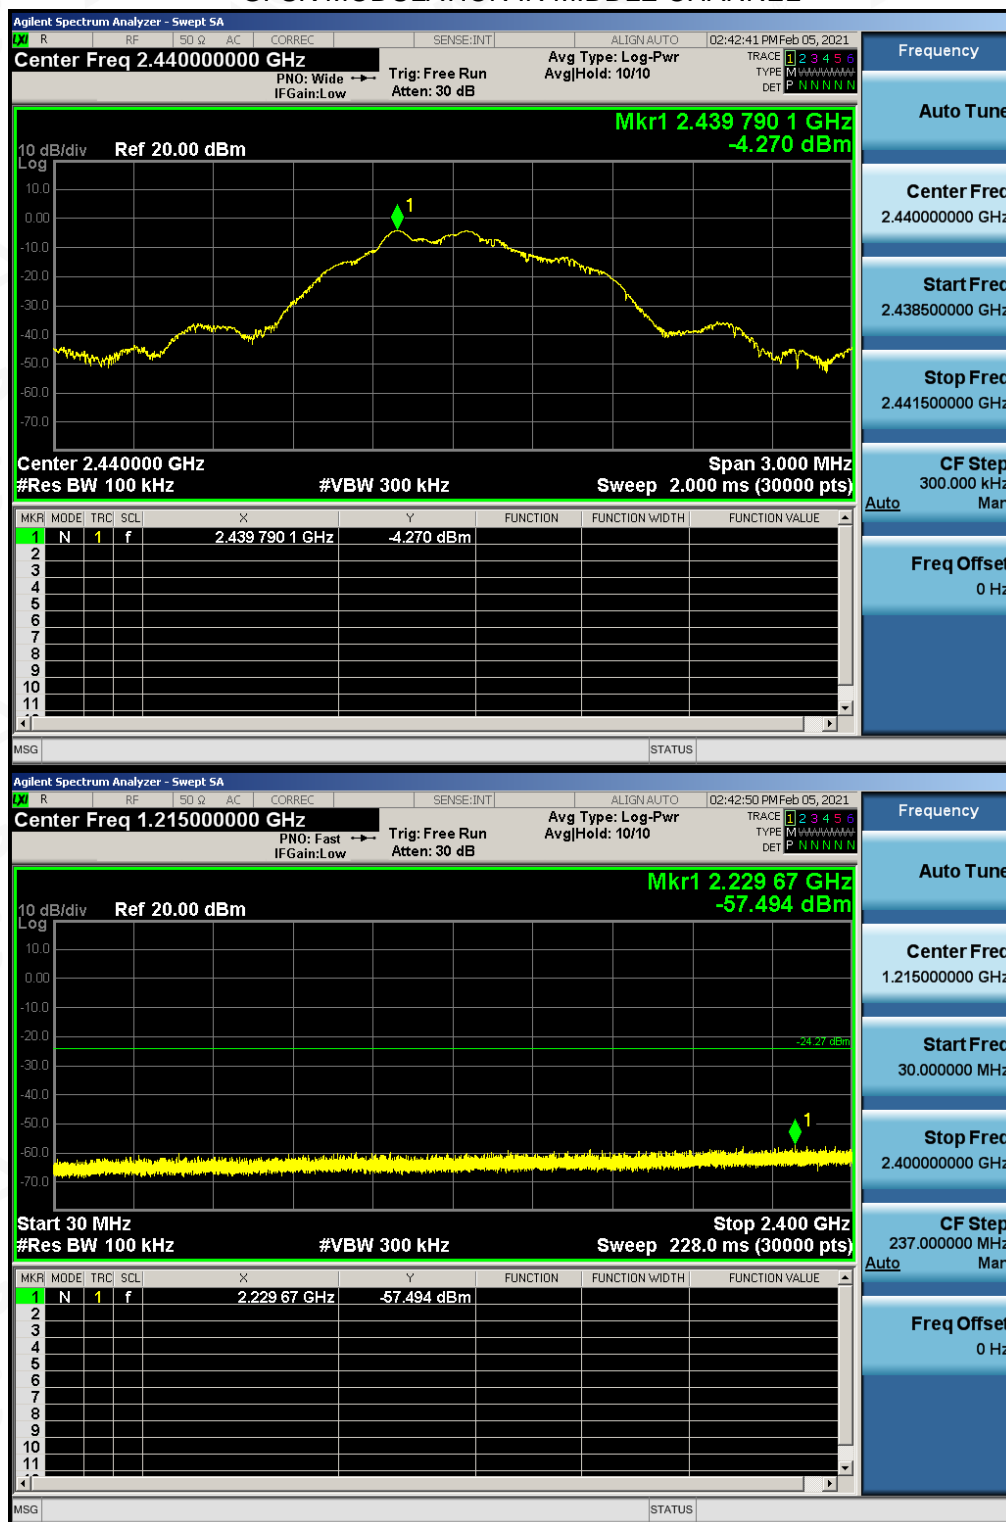 GFSK MODULATION IN MIDDLE CHANNEL
Agilent Spectrum Analyzer - Swept SA
LXI R RF 50 Ω AC CORREC SENSE:INT ALIGN AUTO 02:42:41 PM Feb 05, 2021
Center Freq 2.440000000 GHz
PNO: Wide
IFGain:Low
Trig: Free Run
Atten: 30 dB
Avg Type: Log-Pwr
Avg|Hold: 10/10
TRACE 1 2 3 4 5 6
TYPE M
DET P N N N N N
Mkr1 2.439 790 1 GHz
-4.270 dBm
10 dB/div
Log
Ref 20.00 dBm
10.0
0.00
-10.0
-20.0
-30.0
-40.0
-50.0
-60.0
-70.0
1
Center 2.440000 GHz
Span 3.000 MHz
#Res BW 100 kHz
#VBW 300 kHz
Sweep 2.000 ms (30000 pts)
MKR MODE TRC SCL X Y FUNCTION FUNCTION WIDTH FUNCTION VALUE
1 N 1 f 2.439 790 1 GHz -4.270 dBm
2
3
4
5
6
7
8
9
10
11
MSG STATUS
Frequency
Auto Tune
Center Freq
2.440000000 GHz
Start Freq
2.438500000 GHz
Stop Freq
2.441500000 GHz
CF Step
300.000 kHz
Auto Man
Freq Offset
0 Hz
Agilent Spectrum Analyzer - Swept SA
LXI R RF 50 Ω AC CORREC SENSE:INT ALIGN AUTO 02:42:50 PM Feb 05, 2021
Center Freq 1.215000000 GHz
PNO: Fast
IFGain:Low
Trig: Free Run
Atten: 30 dB
Avg Type: Log-Pwr
Avg|Hold: 10/10
TRACE 1 2 3 4 5 6
TYPE M
DET P N N N N N
Mkr1 2.229 67 GHz
-57.494 dBm
10 dB/div
Log
Ref 20.00 dBm
10.0
0.00
-10.0
-20.0
-30.0
-40.0
-50.0
-60.0
-70.0
-24.27 dBm
1
Start 30 MHz
Stop 2.400 GHz
#Res BW 100 kHz
#VBW 300 kHz
Sweep 228.0 ms (30000 pts)
MKR MODE TRC SCL X Y FUNCTION FUNCTION WIDTH FUNCTION VALUE
1 N 1 f 2.229 67 GHz -57.494 dBm
2
3
4
5
6
7
8
9
10
11
MSG STATUS
Frequency
Auto Tune
Center Freq
1.215000000 GHz
Start Freq
30.000000 MHz
Stop Freq
2.400000000 GHz
CF Step
237.000000 MHz
Auto Man
Freq Offset
0 Hz